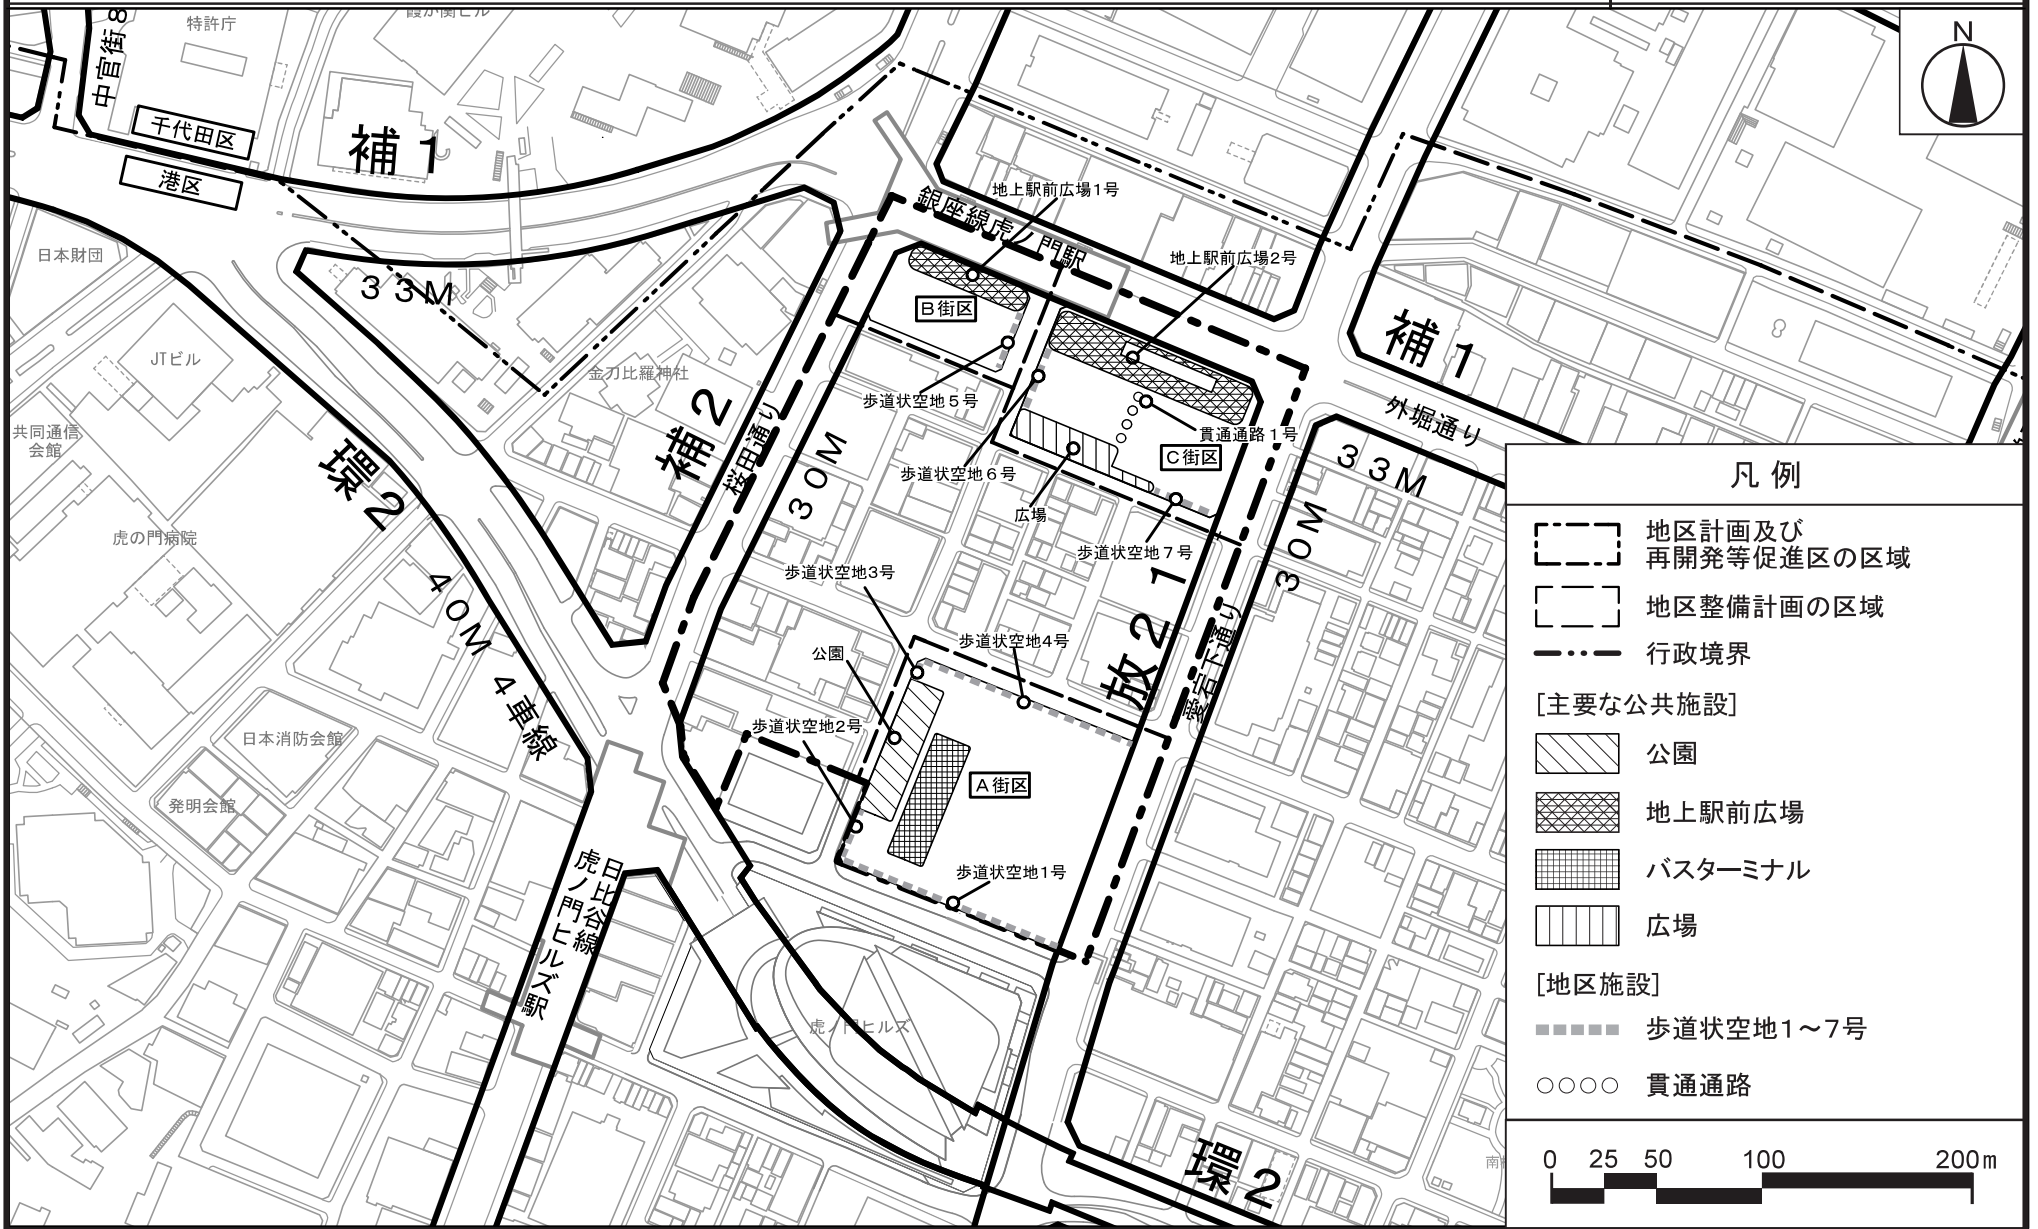 特許庁
霞が関ビル
中官街8
千代田区
港区
補1
N
日本財団
33M
銀座線虎ノ門駅
地上駅前広場1号
地上駅前広場2号
B街区
JTビル
金刀比羅神社
補2
桜田通り
30M
歩道状空地5号
歩道状空地6号
貫通通路1号
C街区
広場
歩道状空地7号
補1
外堀通り
33M
30M
共同通信
会館
環2
虎の門病院
40M 4車線
歩道状空地3号
歩道状空地4号
公園
歩道状空地2号
放21
愛宕下通り
A街区
歩道状空地1号
日本消防会館
発明会館
日比谷線
虎ノ門ヒルズ駅
虎ノ門ヒルズ
環2
凡例
地区計画及び
再開発等促進区の区域
地区整備計画の区域
行政境界
[主要な公共施設]
公園
地上駅前広場
バスターミナル
広場
[地区施設]
歩道状空地1～7号
貫通通路
0 25 50 100 200m